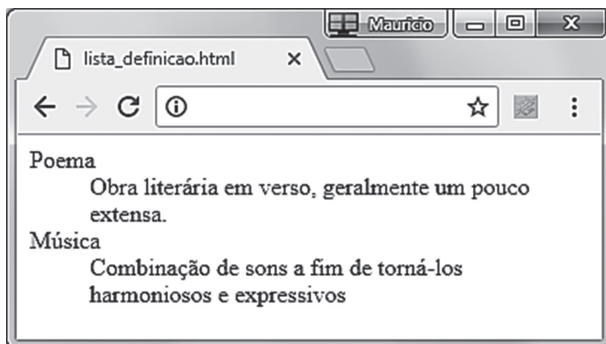 Mauricio
lista_definicao.html
Poema
Obra literária em verso, geralmente um pouco
extensa.
Música
Combinação de sons a fim de torná-los
harmoniosos e expressivos